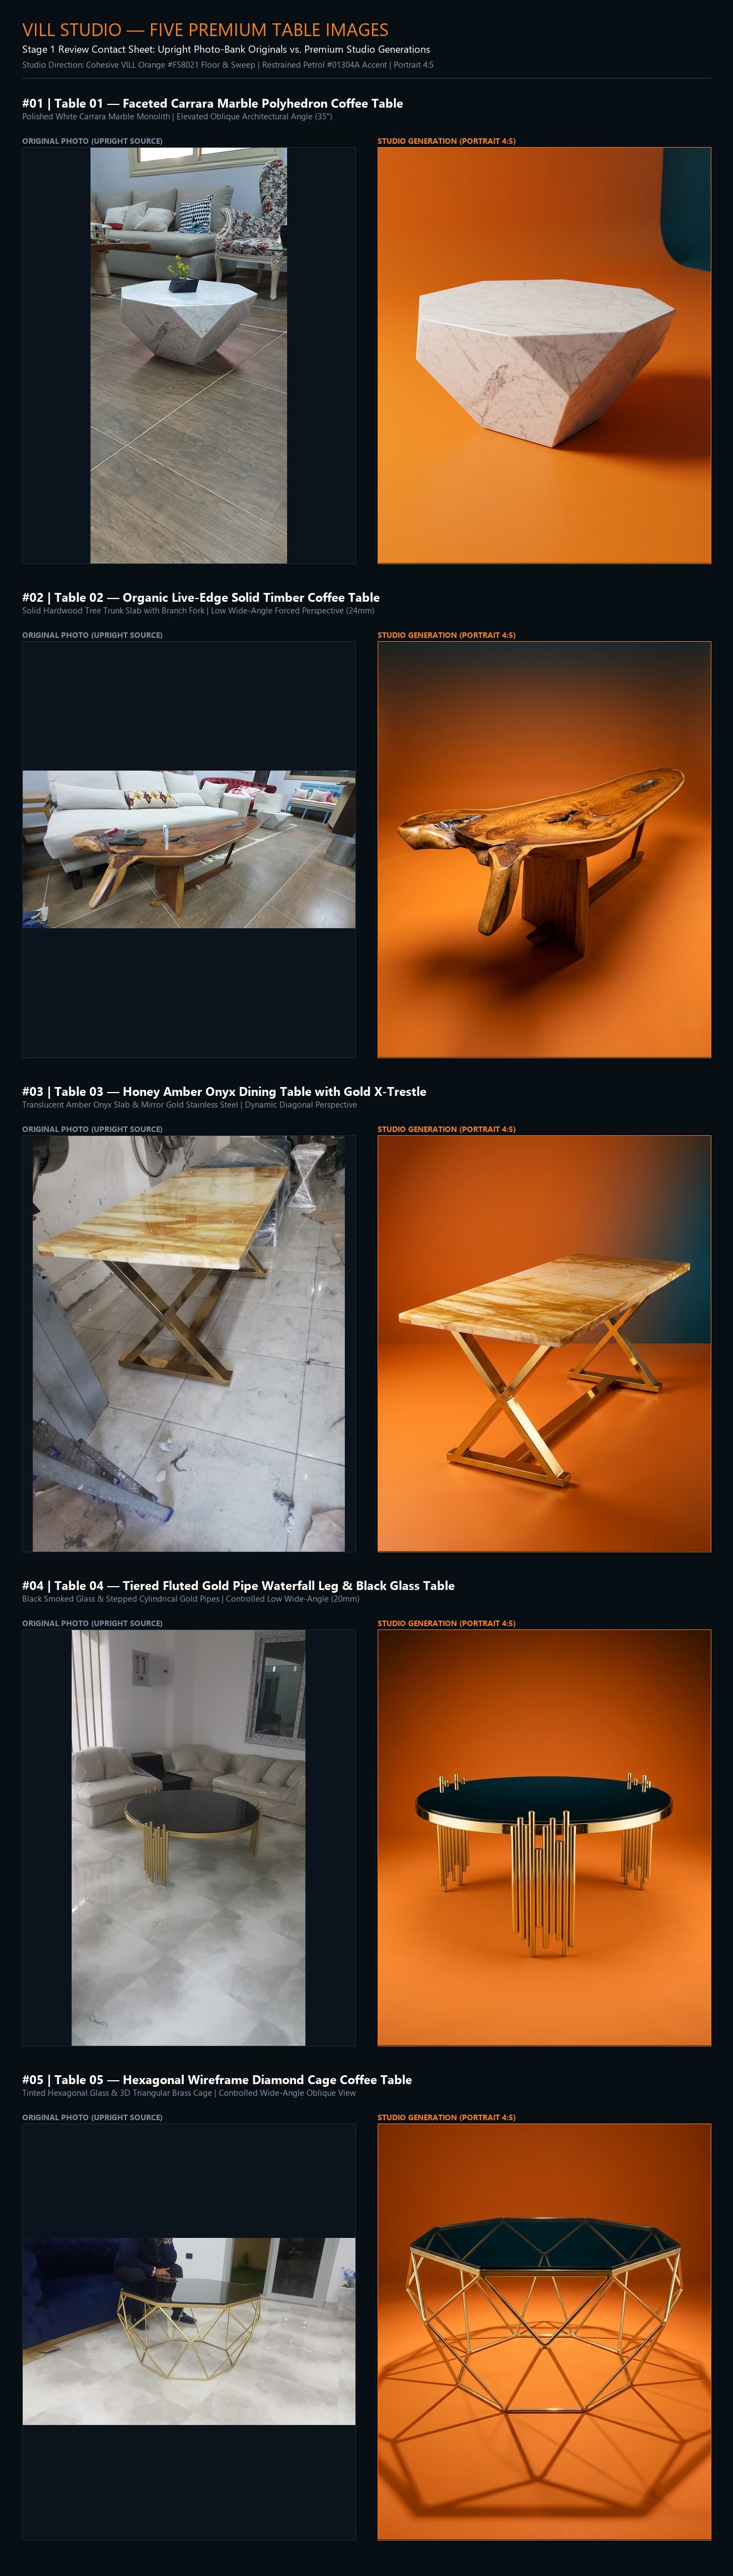 VILL STUDIO — FIVE PREMIUM TABLE IMAGES
Stage 1 Review Contact Sheet: Upright Photo-Bank Originals vs. Premium Studio Generations
Studio Direction: Cohesive VILL Orange #F58021 Floor & Sweep | Restrained Petrol #01304A Accent | Portrait 4:5
#01 | Table 01 — Faceted Carrara Marble Polyhedron Coffee Table
Polished White Carrara Marble Monolith | Elevated Oblique Architectural Angle (35°)
ORIGINAL PHOTO (UPRIGHT SOURCE)
STUDIO GENERATION (PORTRAIT 4:5)
#02 | Table 02 — Organic Live-Edge Solid Timber Coffee Table
Solid Hardwood Tree Trunk Slab with Branch Fork | Low Wide-Angle Forced Perspective (24mm)
ORIGINAL PHOTO (UPRIGHT SOURCE)
STUDIO GENERATION (PORTRAIT 4:5)
#03 | Table 03 — Honey Amber Onyx Dining Table with Gold X-Trestle
Translucent Amber Onyx Slab & Mirror Gold Stainless Steel | Dynamic Diagonal Perspective
ORIGINAL PHOTO (UPRIGHT SOURCE)
STUDIO GENERATION (PORTRAIT 4:5)
#04 | Table 04 — Tiered Fluted Gold Pipe Waterfall Leg & Black Glass Table
Black Smoked Glass & Stepped Cylindrical Gold Pipes | Controlled Low Wide-Angle (20mm)
ORIGINAL PHOTO (UPRIGHT SOURCE)
STUDIO GENERATION (PORTRAIT 4:5)
#05 | Table 05 — Hexagonal Wireframe Diamond Cage Coffee Table
Tinted Hexagonal Glass & 3D Triangular Brass Cage | Controlled Wide-Angle Oblique View
ORIGINAL PHOTO (UPRIGHT SOURCE)
STUDIO GENERATION (PORTRAIT 4:5)